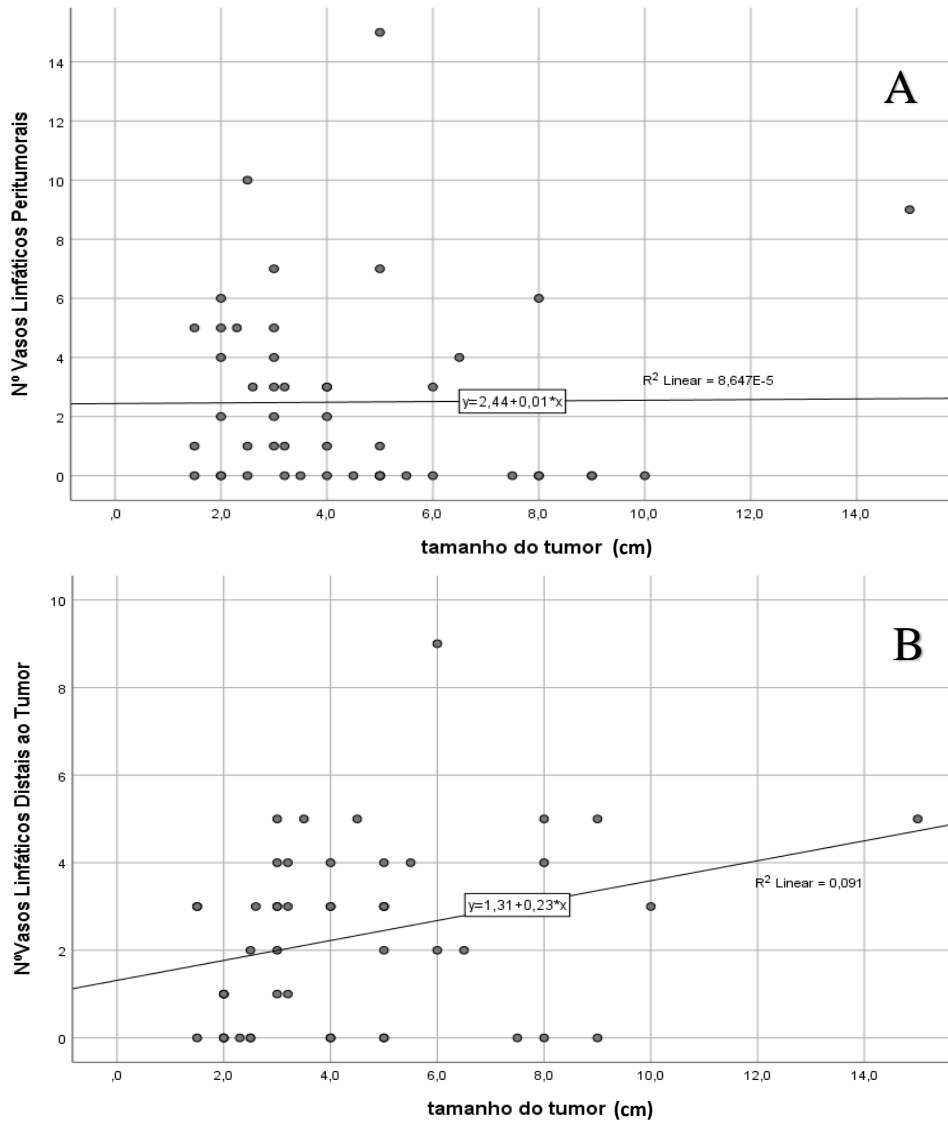 A
Nº Vasos Linfáticos Peritumorais
14
12
10
8
6
4
2
0
R² Linear = 8,647E-5
y=2,44+0,01*x
,0 2,0 4,0 6,0 8,0 10,0 12,0 14,0
tamanho do tumor (cm)
B
NºVasos Linfáticos Distais ao Tumor
10
8
6
4
2
0
R² Linear = 0,091
y=1,31+0,23*x
,0 2,0 4,0 6,0 8,0 10,0 12,0 14,0
tamanho do tumor (cm)